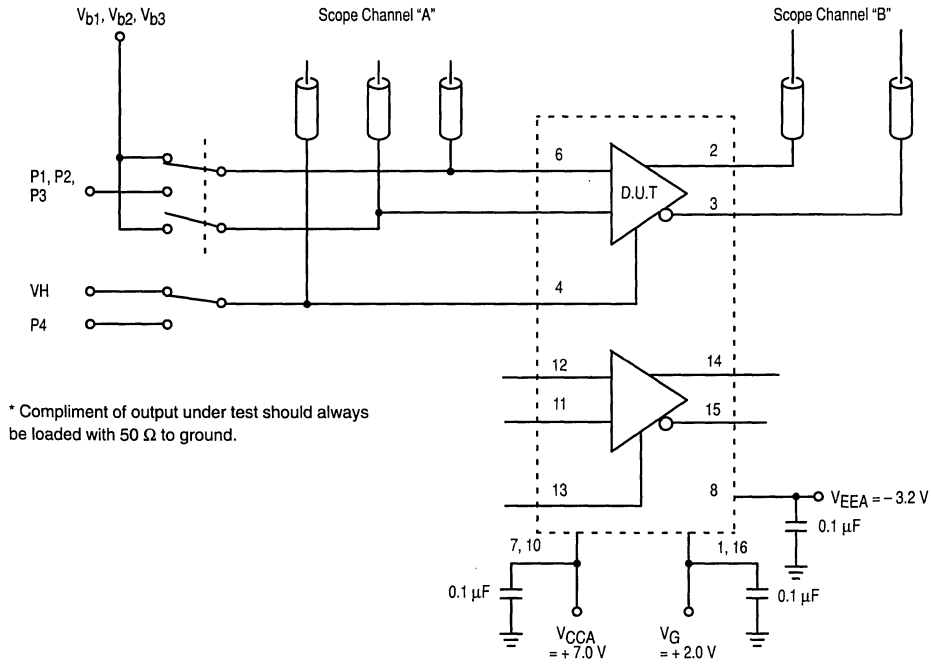 Vb1, Vb2, Vb3
Scope Channel “A”
Scope Channel “B”
P1, P2,
P3
6
D.U.T
2
3
VH
4
P4
12
14
11
15
* Compliment of output under test should always
be loaded with 50 Ω to ground.
13
8
VEEA = – 3.2 V
0.1 μF
7, 10
1, 16
0.1 μF
0.1 μF
VCCA
= + 7.0 V
VG
= + 2.0 V